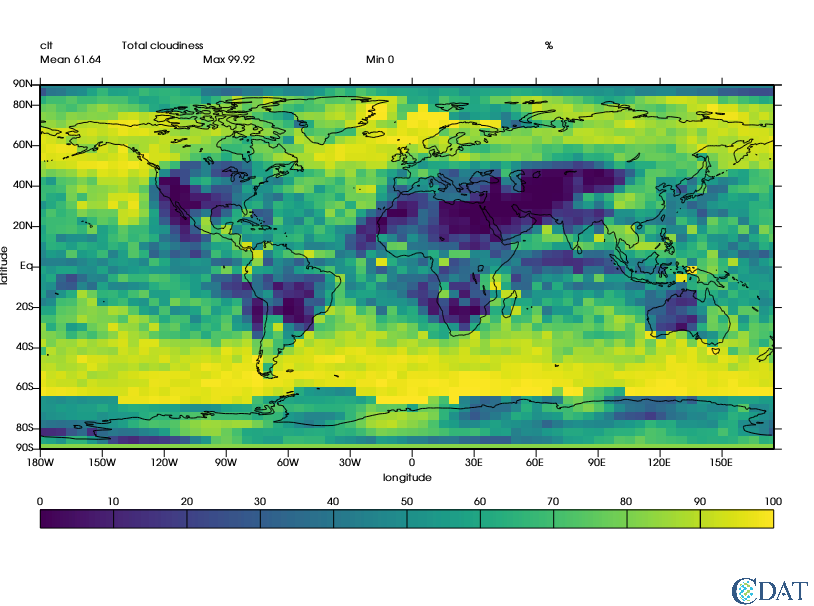 clt Total cloudiness %
Mean 61.64 Max 99.92 Min 0
90N
80N
60N
40N
20N
Eq
20S
40S
60S
80S
90S
latitude
180W 150W 120W 90W 60W 30W 0 30E 60E 90E 120E 150E
longitude
0 10 20 30 40 50 60 70 80 90 100
CDAT